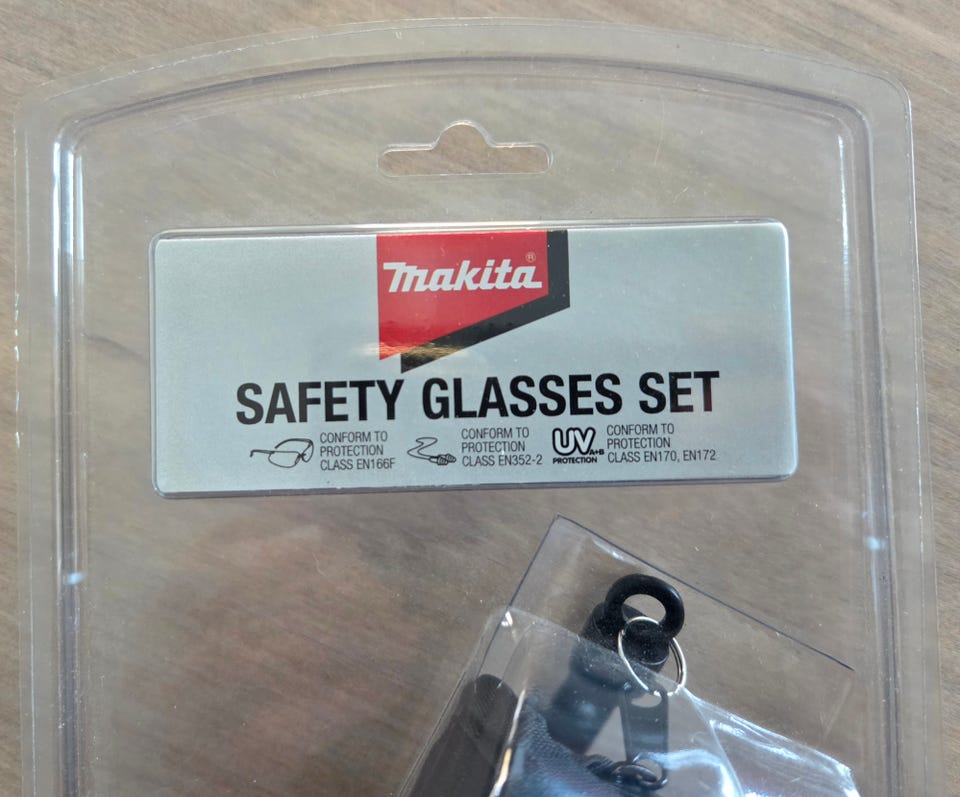 makita®
SAFETY GLASSES SET
CONFORM TO
PROTECTION
CLASS EN166F
CONFORM TO
PROTECTION
CLASS EN352-2
UV A+B
PROTECTION
CONFORM TO
PROTECTION
CLASS EN170, EN172